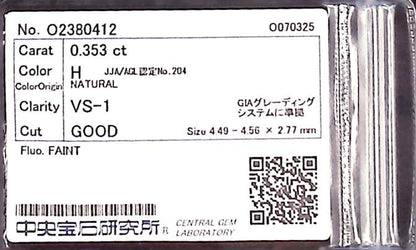 No. O2380412 O070325
Carat 0.353 ct
Color H JJA/AGL認定No.204
ColorOrigin NATURAL
Clarity VS-1 GIAグレーディング
システムに準拠
Cut GOOD Size 4.49 - 4.56 × 2.77 mm
Fluo. FAINT
中央宝石研究所® CENTRAL GEM
LABORATORY